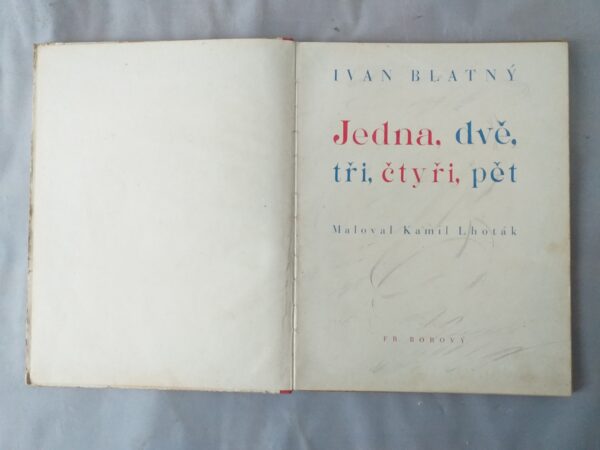 IVAN BLATNÝ
Jedna, dvě,
tři, čtyři, pět
Maloval Kamil Lhoták
FR. BOROVÝ